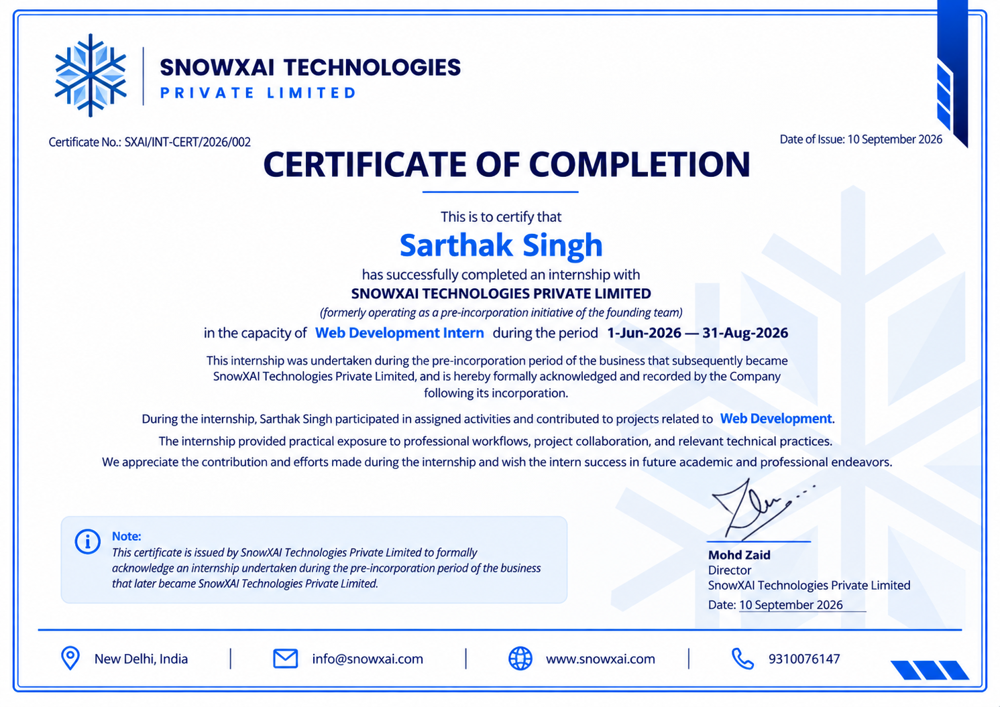 SNOWXAI TECHNOLOGIES
PRIVATE LIMITED
Certificate No.: SXAI/INT-CERT/2026/002
Date of Issue: 10 September 2026
CERTIFICATE OF COMPLETION
This is to certify that
Sarthak Singh
has successfully completed an internship with
SNOWXAI TECHNOLOGIES PRIVATE LIMITED
(formerly operating as a pre-incorporation initiative of the founding team)
in the capacity of Web Development Intern during the period 1-Jun-2026 — 31-Aug-2026
This internship was undertaken during the pre-incorporation period of the business that subsequently became
SnowXAI Technologies Private Limited, and is hereby formally acknowledged and recorded by the Company
following its incorporation.
During the internship, Sarthak Singh participated in assigned activities and contributed to projects related to Web Development.
The internship provided practical exposure to professional workflows, project collaboration, and relevant technical practices.
We appreciate the contribution and efforts made during the internship and wish the intern success in future academic and professional endeavors.
Note:
This certificate is issued by SnowXAI Technologies Private Limited to formally
acknowledge an internship undertaken during the pre-incorporation period of the business
that later became SnowXAI Technologies Private Limited.
Mohd Zaid
Director
SnowXAI Technologies Private Limited
Date: 10 September 2026
New Delhi, India
info@snowxai.com
www.snowxai.com
9310076147